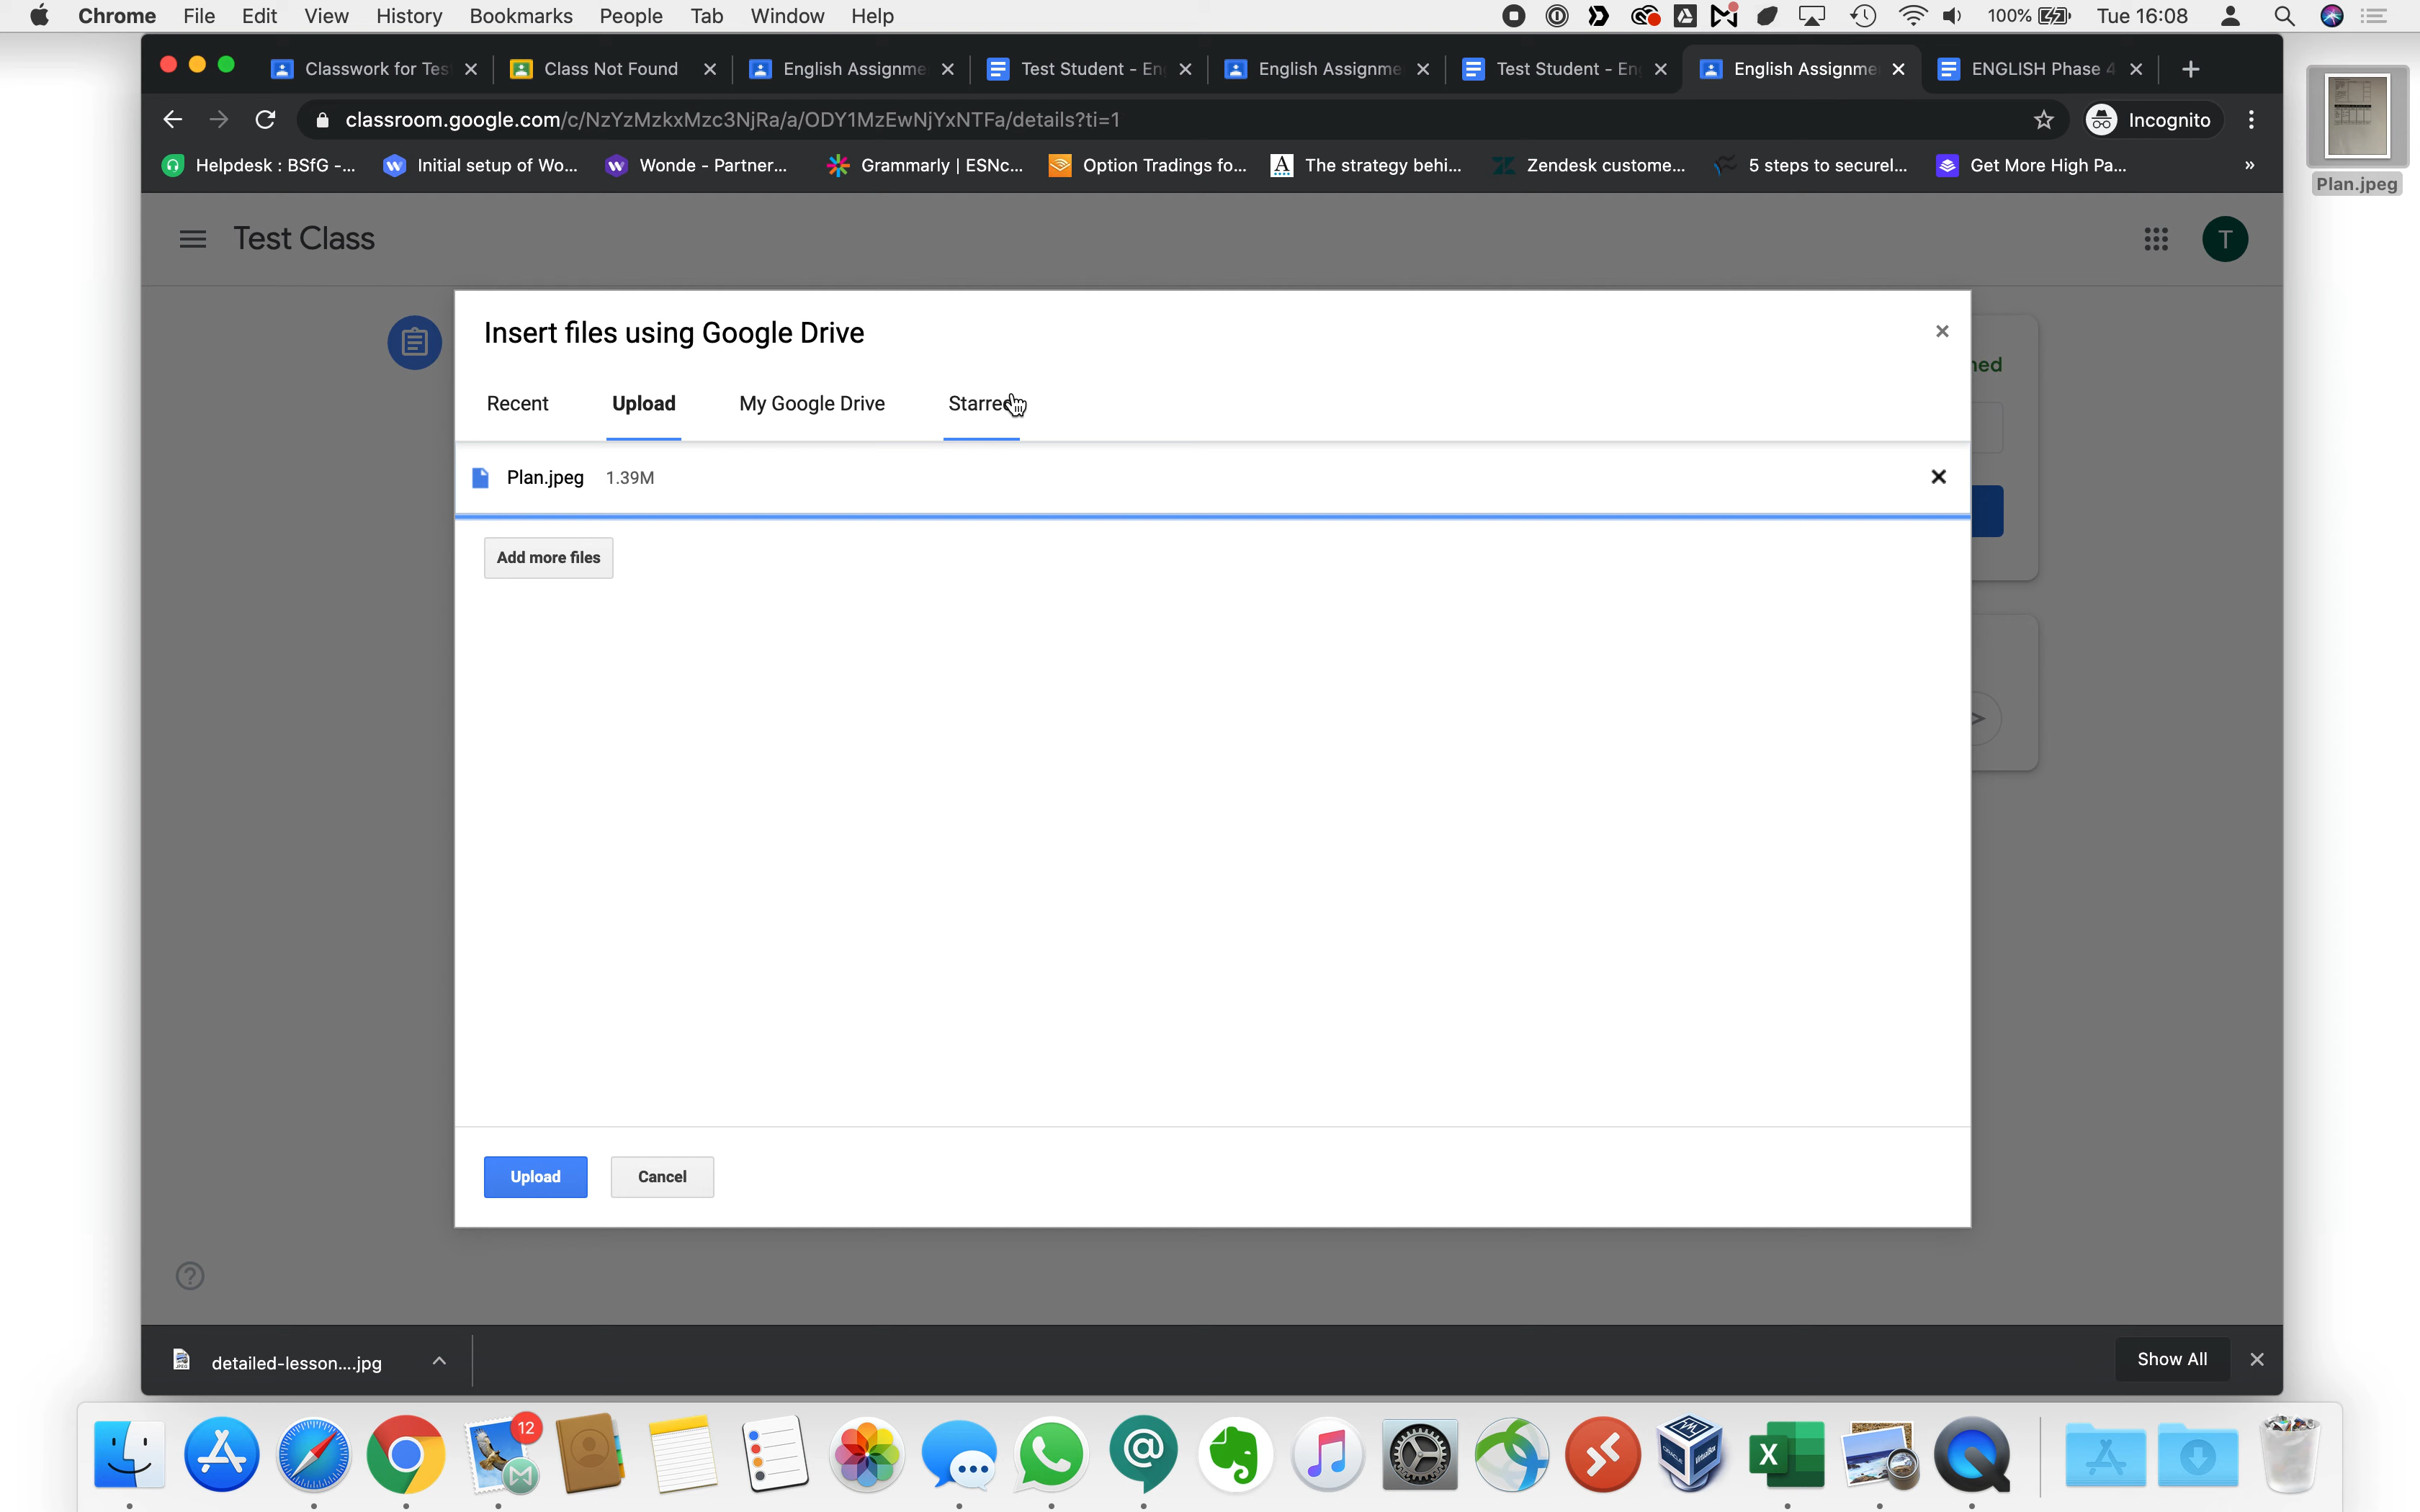 Chrome File Edit View History Bookmarks People Tab Window Help 100% Tue 16:08
Classwork for Tes Class Not Found English Assignme Test Student - En English Assignme Test Student - En English Assignme ENGLISH Phase 4
classroom.google.com/c/NzYzMzkxMzc3NjRa/a/ODY1MzEwNjYxNTFa/details?ti=1 Incognito
Helpdesk : BSfG -... Initial setup of Wo... Wonde - Partner... Grammarly | ESNc... Option Tradings fo... The strategy behi... Zendesk custome... 5 steps to securel... Get More High Pa... »
Plan.jpeg
Test Class T
Insert files using Google Drive
ned
Recent Upload My Google Drive Starred
Plan.jpeg 1.39M
Add more files
Upload Cancel
detailed-lesson....jpg Show All
12